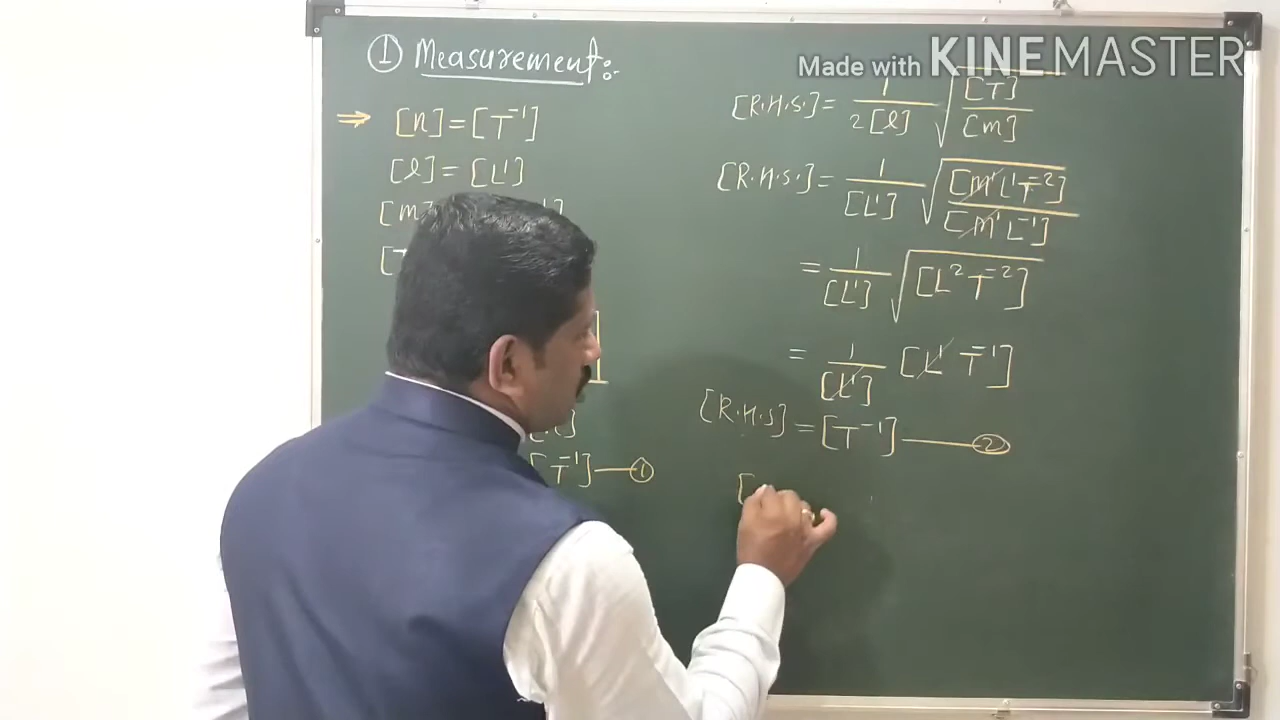 ① Measurement:-
⇒ [n] = [T⁻¹]
[l] = [L¹]
[m
[T
[T⁻¹] — ①
Made with KINEMASTER
[R.H.S.] = 1 / 2[l] √([T] / [m])
[R.H.S.] = 1 / [L¹] √([M¹L¹T⁻²] / [M¹L⁻¹])
= 1 / [L¹] √[L²T⁻²]
= 1 / [L¹] [L¹ T⁻¹]
[R.H.S] = [T⁻¹] — ②
[